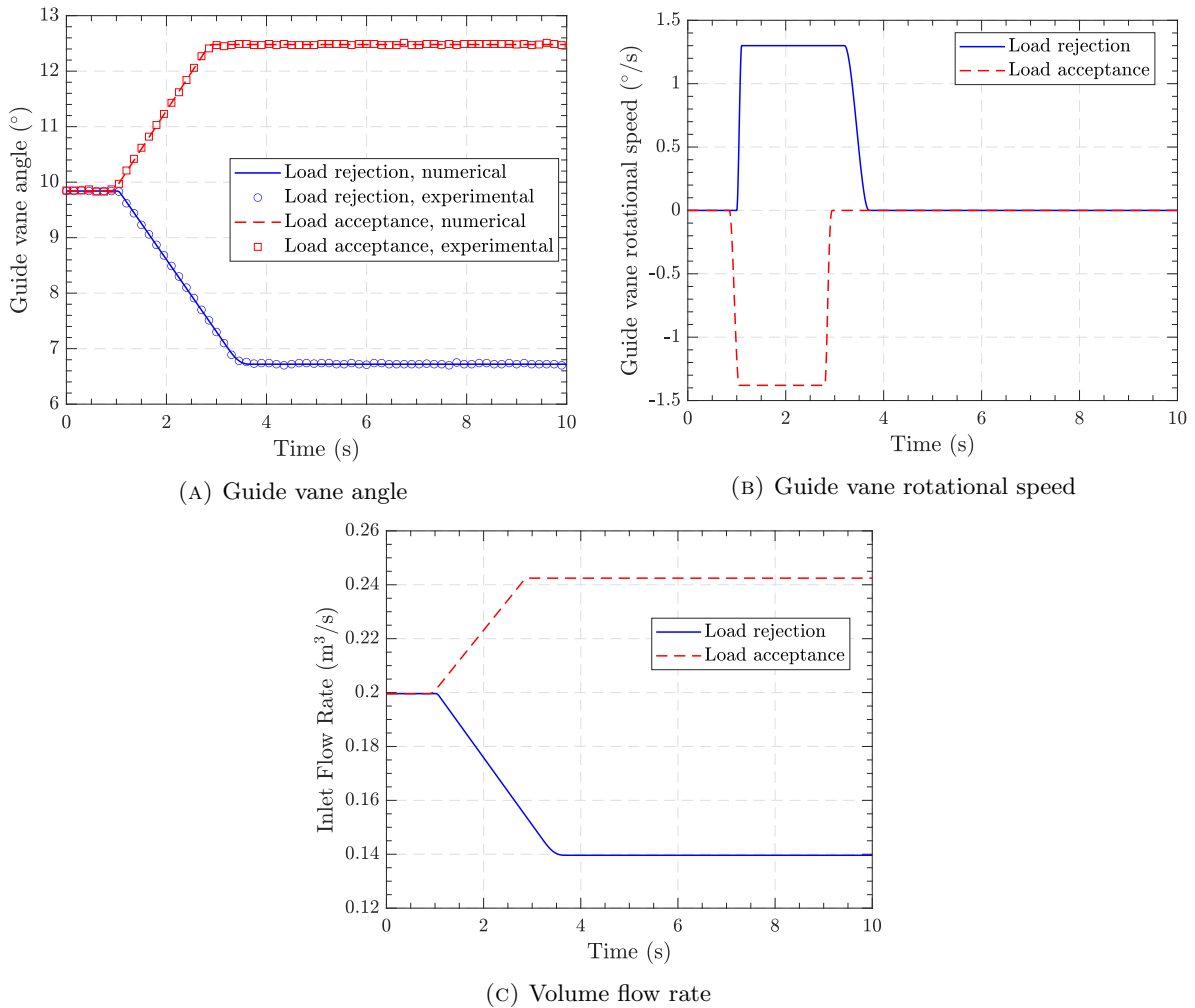 13
12
11
10
9
8
7
6
0
2
4
6
8
10
Guide vane angle (°)
Time (s)
Load rejection, numerical
Load rejection, experimental
Load acceptance, numerical
Load acceptance, experimental
(A) Guide vane angle
1.5
1
0.5
0
-0.5
-1
-1.5
0
2
4
6
8
10
Guide vane rotational speed (°/s)
Time (s)
Load rejection
Load acceptance
(B) Guide vane rotational speed
0.26
0.24
0.22
0.2
0.18
0.16
0.14
0.12
0
2
4
6
8
10
Inlet Flow Rate (m³/s)
Time (s)
Load rejection
Load acceptance
(C) Volume flow rate